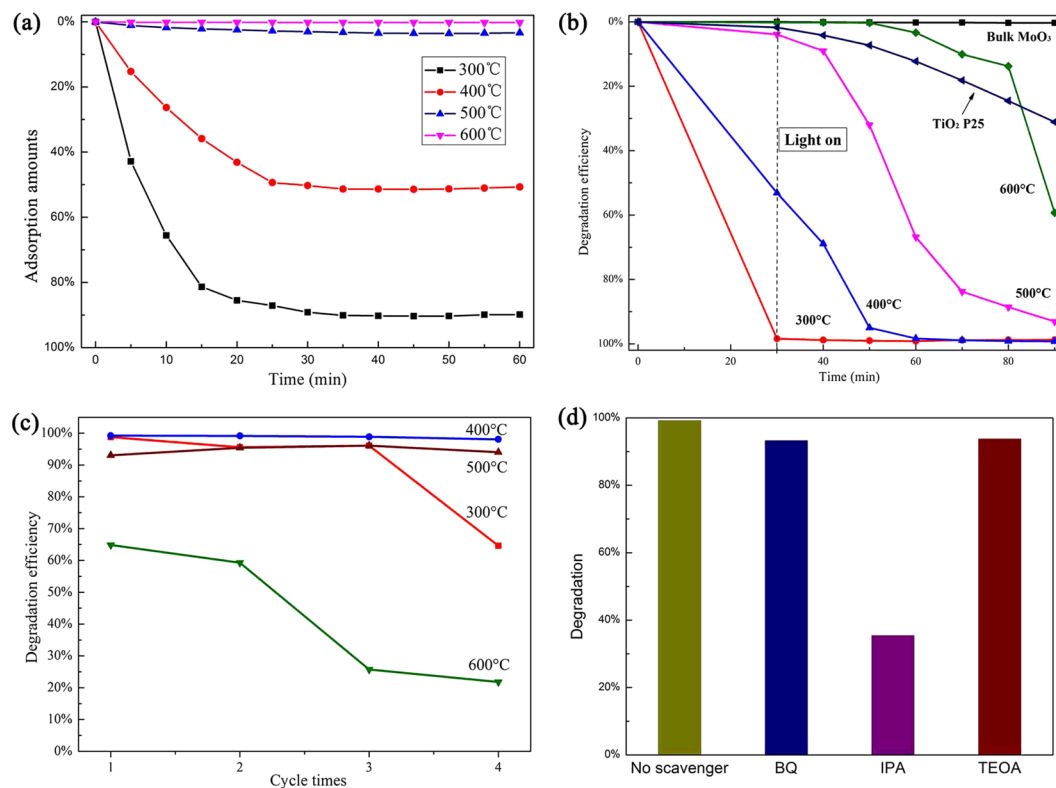 (a)
0%
20%
40%
60%
80%
100%
Adsorption amounts
300℃
400℃
500℃
600℃
0 10 20 30 40 50 60
Time (min)
(b)
0%
20%
40%
60%
80%
100%
Degradation efficiency
Bulk MoO₃
TiO₂ P25
Light on
600°C
500°C
400°C
300°C
0 20 40 60 80
Time (min)
(c)
100%
90%
80%
70%
60%
50%
40%
30%
20%
10%
0%
Degradation efficiency
400°C
500°C
300°C
600°C
1 2 3 4
Cycle times
(d)
100%
80%
60%
40%
20%
0%
Degradation
No scavenger BQ IPA TEOA